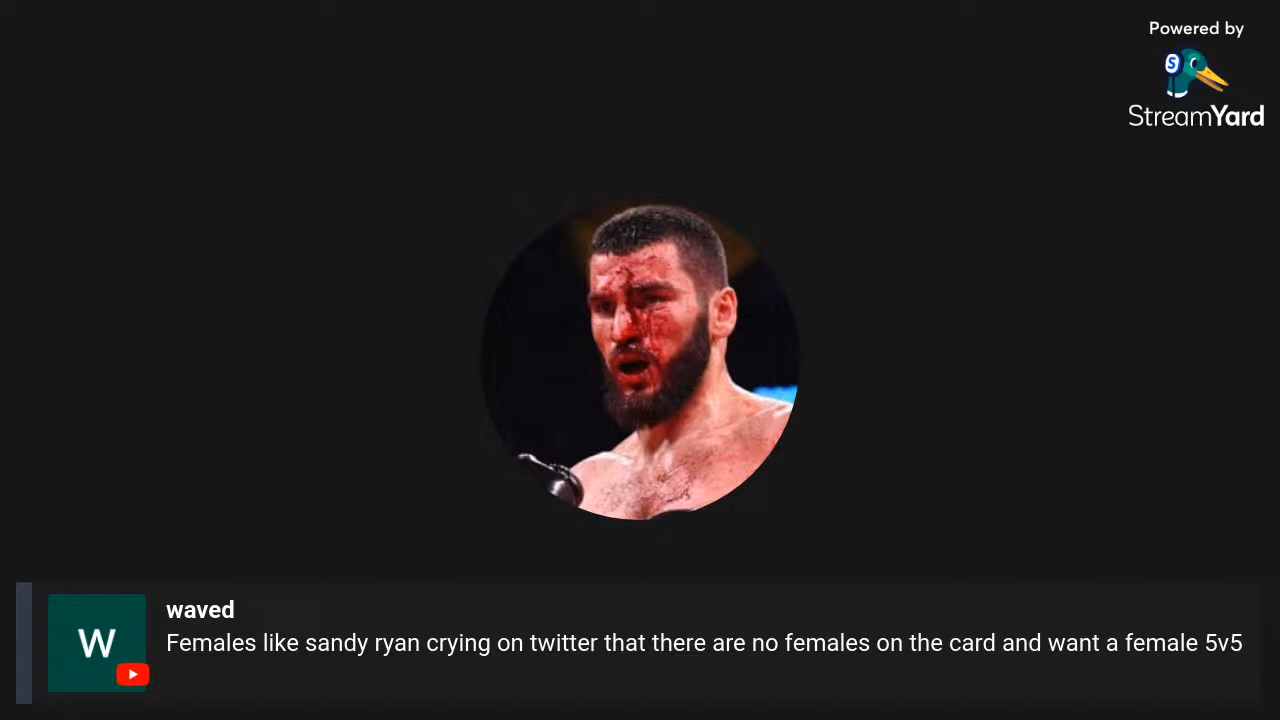 Powered by
S
StreamYard
W
waved
Females like sandy ryan crying on twitter that there are no females on the card and want a female 5v5